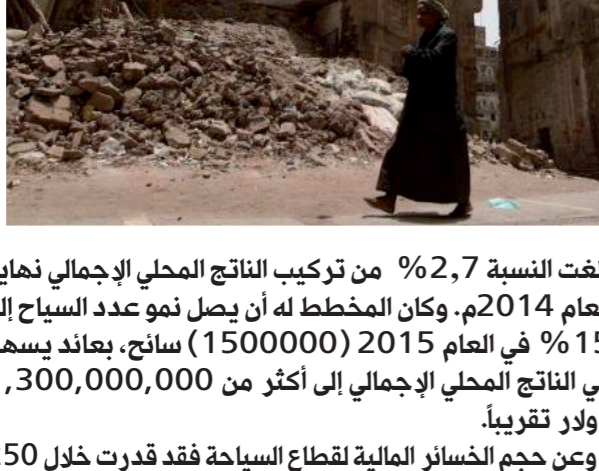 لغت النسبة 2,7% من تركيب الناتج المحلي الإجمالي نهاي
عام 2014م. وكان المخطط له أن يصل نمو عدد السياح إل
15% في العام 2015 (1500000) سائح، بعائد يسه
ي الناتج المحلي الإجمالي إلى أكثر من 300,000,000,
ولار تقريباً.
وعن حجم الخسائر المالية لقطاع السياحة فقد قدرت خلال 50